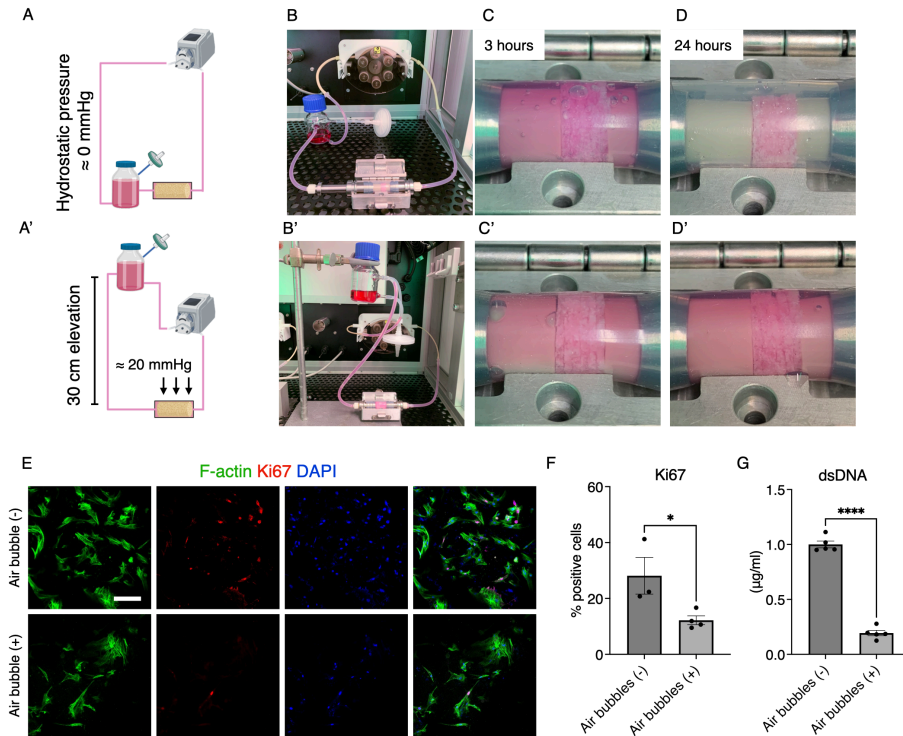 A
B
C
D
Hydrostatic pressure
≈ 0 mmHg
3 hours
24 hours
A'
B'
C'
D'
30 cm elevation
≈ 20 mmHg
E
F-actin Ki67 DAPI
Air bubble (-)
Air bubble (+)
F
Ki67
% positive cells
60
40
20
0
*
Air bubbles (-)
Air bubbles (+)
G
dsDNA
(µg/ml)
1.5
1.0
0.5
0.0
****
Air bubbles (-)
Air bubbles (+)